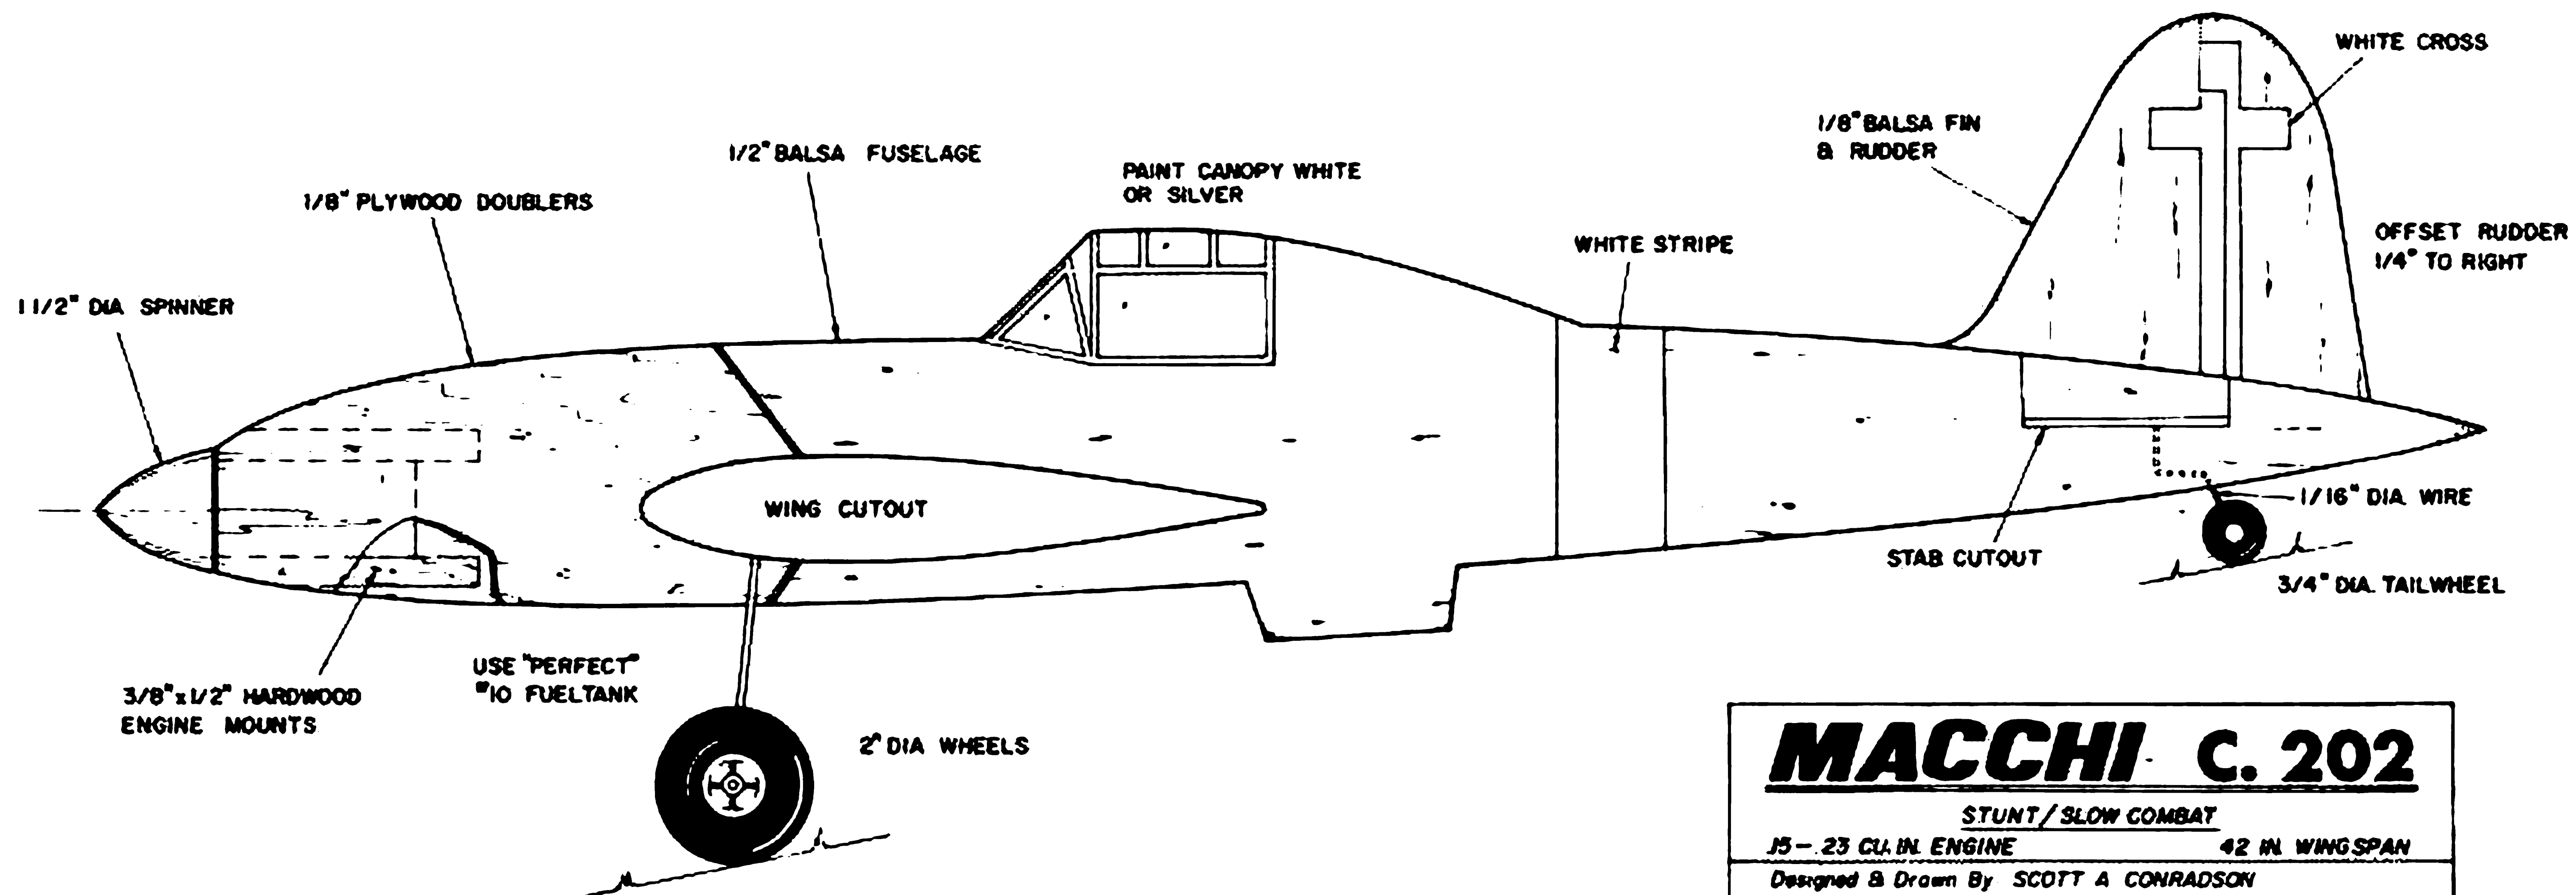 WHITE CROSS
1/8" BALSA FIN
& RUDDER
1/2" BALSA FUSELAGE
PAINT CANOPY WHITE
OR SILVER
1/8" PLYWOOD DOUBLERS
WHITE STRIPE
OFFSET RUDDER
1/4" TO RIGHT
1 1/2" DIA SPINNER
WING CUTOUT
1/16" DIA. WIRE
STAB CUTOUT
3/4" DIA. TAILWHEEL
USE "PERFECT"
#10 FUELTANK
3/8" x 1/2" HARDWOOD
ENGINE MOUNTS
2" DIA WHEELS
MACCHI C. 202
STUNT/SLOW COMBAT
.15-.23 CU. IN. ENGINE 42 IN. WINGSPAN
Designed & Drawn By SCOTT A CONRADSON